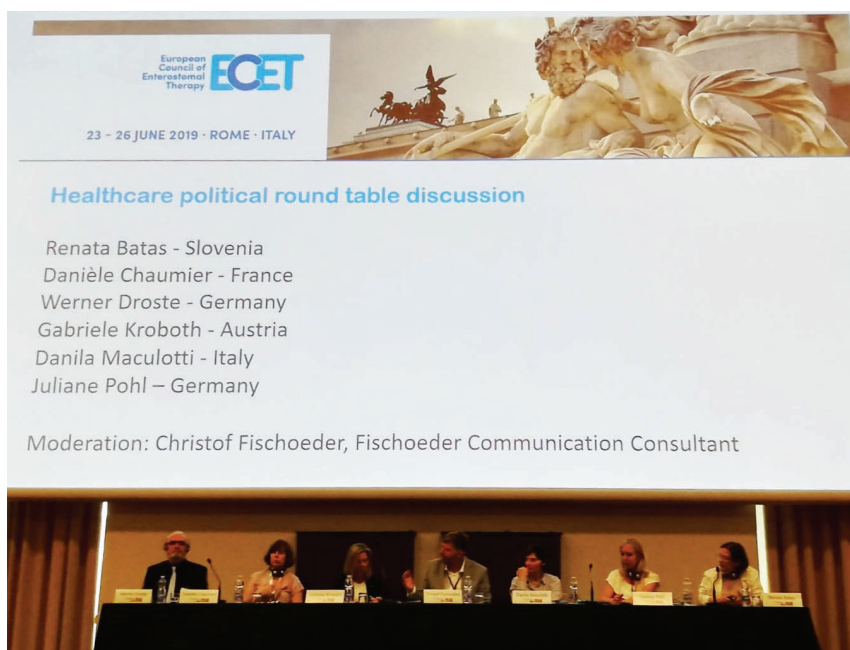 European
Council of
Enterostomal
Therapy
ECET
23 - 26 JUNE 2019 · ROME · ITALY
Healthcare political round table discussion
Renata Batas - Slovenia
Danièle Chaumier - France
Werner Droste - Germany
Gabriele Kroboth - Austria
Danila Maculotti - Italy
Juliane Pohl – Germany
Moderation: Christof Fischoeder, Fischoeder Communication Consultant